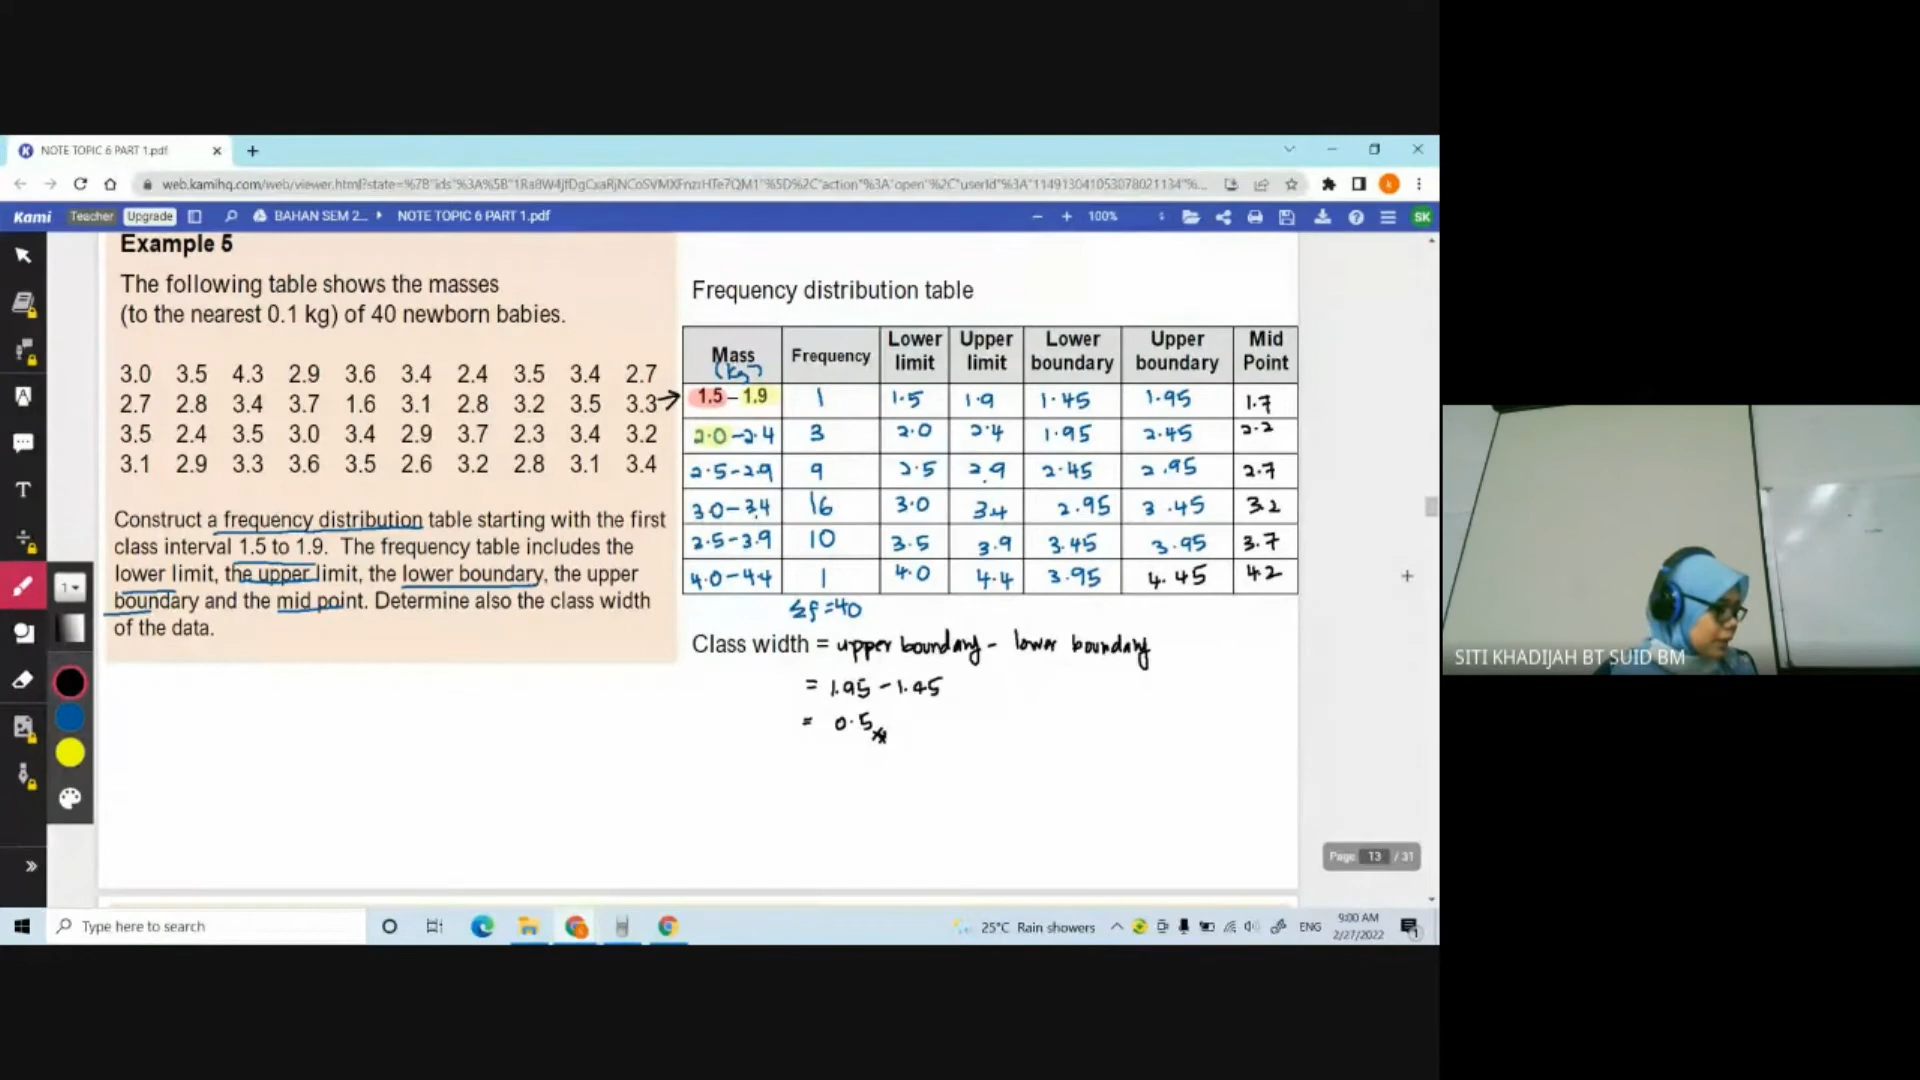 NOTE TOPIC 6 PART 1.pdf
Kami Teacher Upgrade BAHAN SEM 2... NOTE TOPIC 6 PART 1.pdf 100% SK
Example 5
The following table shows the masses
(to the nearest 0.1 kg) of 40 newborn babies.
3.0 3.5 4.3 2.9 3.6 3.4 2.4 3.5 3.4 2.7
2.7 2.8 3.4 3.7 1.6 3.1 2.8 3.2 3.5 3.3
3.5 2.4 3.5 3.0 3.4 2.9 3.7 2.3 3.4 3.2
3.1 2.9 3.3 3.6 3.5 2.6 3.2 2.8 3.1 3.4
Construct a frequency distribution table starting with the first
class interval 1.5 to 1.9. The frequency table includes the
lower limit, the upper limit, the lower boundary, the upper
boundary and the mid point. Determine also the class width
of the data.
Frequency distribution table
Mass (kg) Frequency Lower limit Upper limit Lower boundary Upper boundary Mid Point
1.5 – 1.9 1 1.5 1.9 1.45 1.95 1.7
2.0 – 2.4 3 2.0 2.4 1.95 2.45 2.2
2.5 – 2.9 9 2.5 2.9 2.45 2.95 2.7
3.0 – 3.4 16 3.0 3.4 2.95 3.45 3.2
3.5 – 3.9 10 3.5 3.9 3.45 3.95 3.7
4.0 – 4.4 1 4.0 4.4 3.95 4.45 4.2
Σf = 40
Class width = upper boundary - lower boundary
= 1.95 - 1.45
= 0.5
Page 13 / 31
SITI KHADIJAH BT SUID BM
Type here to search
25°C Rain showers ENG 9:00 AM
2/27/2022